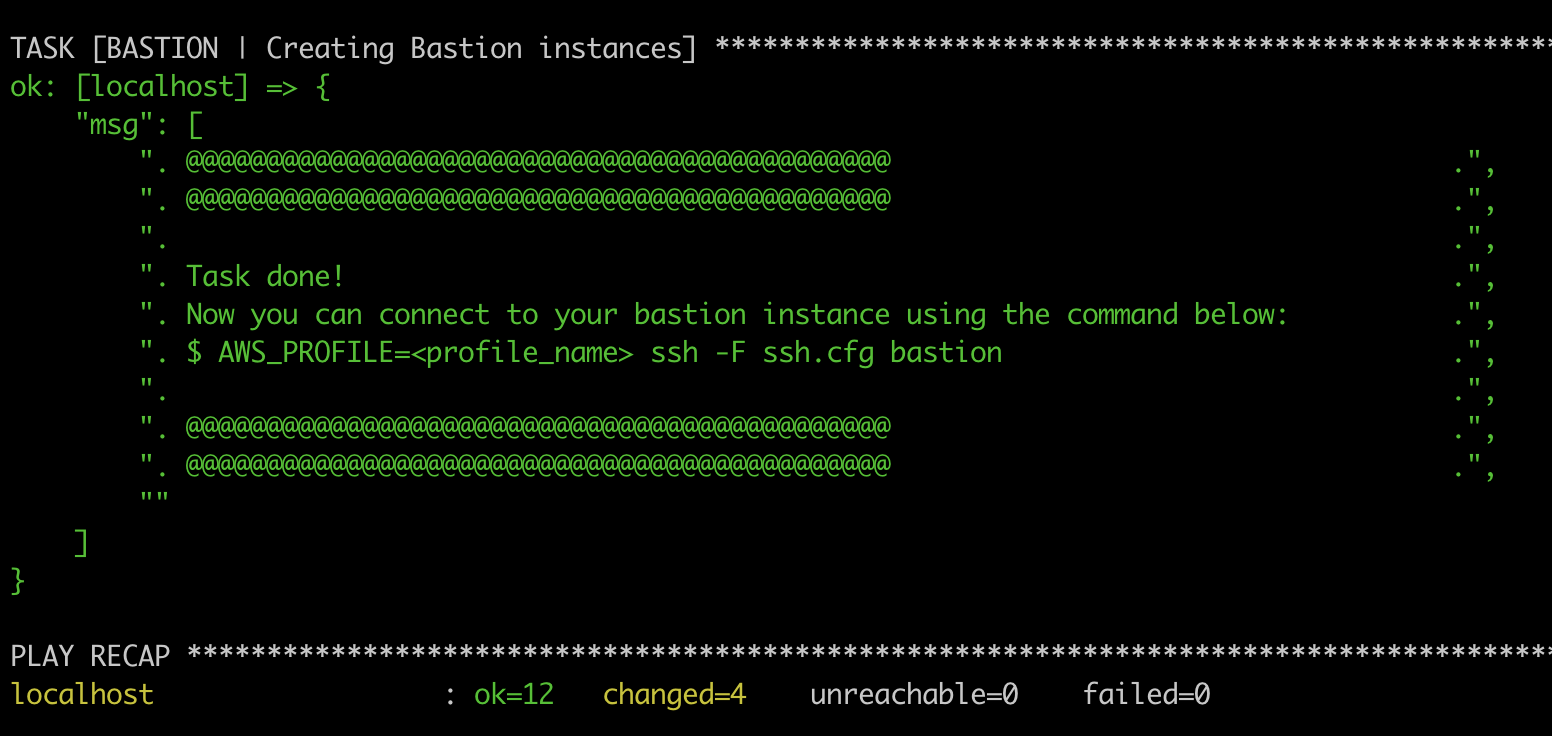 TASK [BASTION | Creating Bastion instances] *****************************************************
ok: [localhost] => {
    "msg": [
        ". @@@@@@@@@@@@@@@@@@@@@@@@@@@@@@@@@@@@@@@@@@@@                                   .",
        ". @@@@@@@@@@@@@@@@@@@@@@@@@@@@@@@@@@@@@@@@@@@@                                   .",
        ".                                                                                .",
        ". Task done!                                                                     .",
        ". Now you can connect to your bastion instance using the command below:          .",
        ". $ AWS_PROFILE=<profile_name> ssh -F ssh.cfg bastion                            .",
        ".                                                                                .",
        ". @@@@@@@@@@@@@@@@@@@@@@@@@@@@@@@@@@@@@@@@@@@@                                   .",
        ". @@@@@@@@@@@@@@@@@@@@@@@@@@@@@@@@@@@@@@@@@@@@                                   .",
        ""
    ]
}
PLAY RECAP **************************************************************************************
localhost                  : ok=12   changed=4    unreachable=0    failed=0